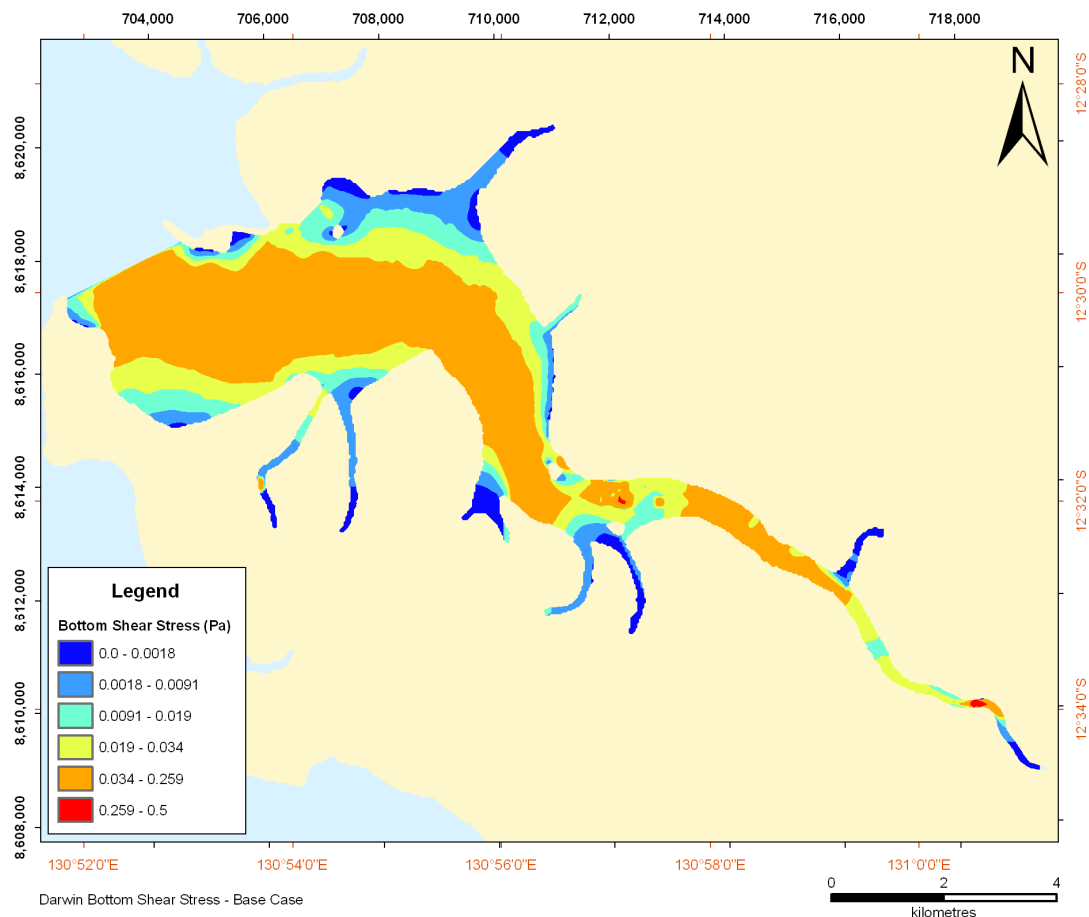 704,000 706,000 708,000 710,000 712,000 714,000 716,000 718,000
N
12°28'0"S
12°30'0"S
12°32'0"S
12°34'0"S
8,620,000
8,618,000
8,616,000
8,614,000
8,612,000
8,610,000
8,608,000
Legend
Bottom Shear Stress (Pa)
0.0 - 0.0018
0.0018 - 0.0091
0.0091 - 0.019
0.019 - 0.034
0.034 - 0.259
0.259 - 0.5
130°52'0"E 130°54'0"E 130°56'0"E 130°58'0"E 131°0'0"E
Darwin Bottom Shear Stress - Base Case
0 2 4
kilometres